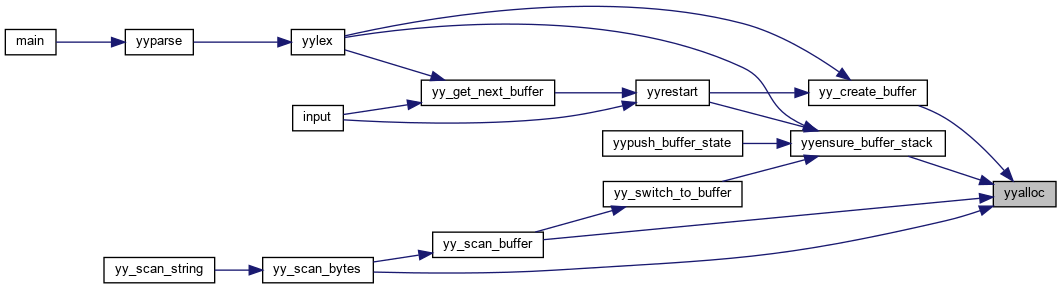 main
yyparse
yylex
yy_get_next_buffer
input
yyrestart
yy_create_buffer
yypush_buffer_state
yyensure_buffer_stack
yy_switch_to_buffer
yyalloc
yy_scan_buffer
yy_scan_string
yy_scan_bytes